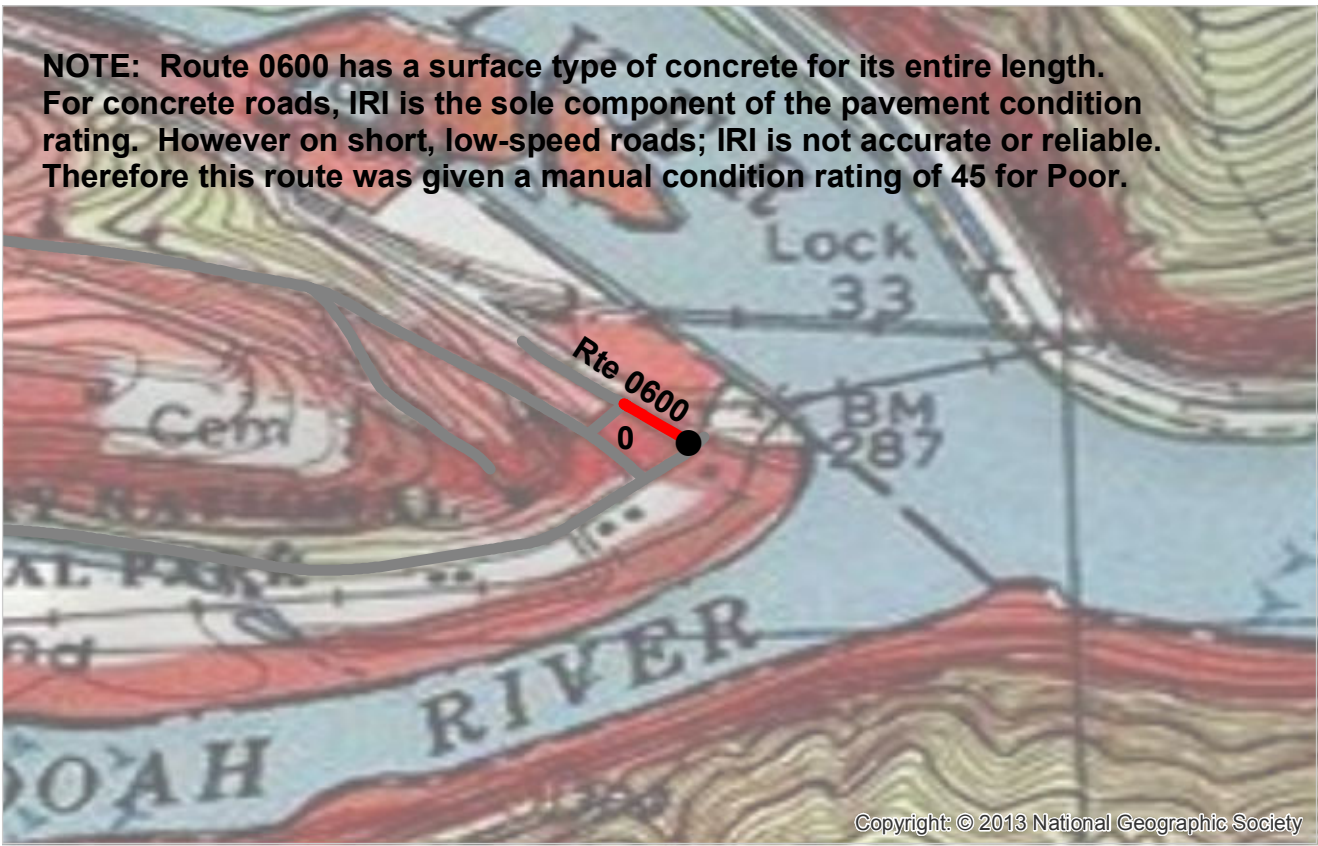 NOTE:  Route 0600 has a surface type of concrete for its entire length.
For concrete roads, IRI is the sole component of the pavement condition
rating.  However on short, low-speed roads; IRI is not accurate or reliable.
Therefore this route was given a manual condition rating of 45 for Poor.
Lock
33
Rte 0600
0
BM
287
Cem
NATIONAL
PARK
OAH RIVER
Copyright: © 2013 National Geographic Society